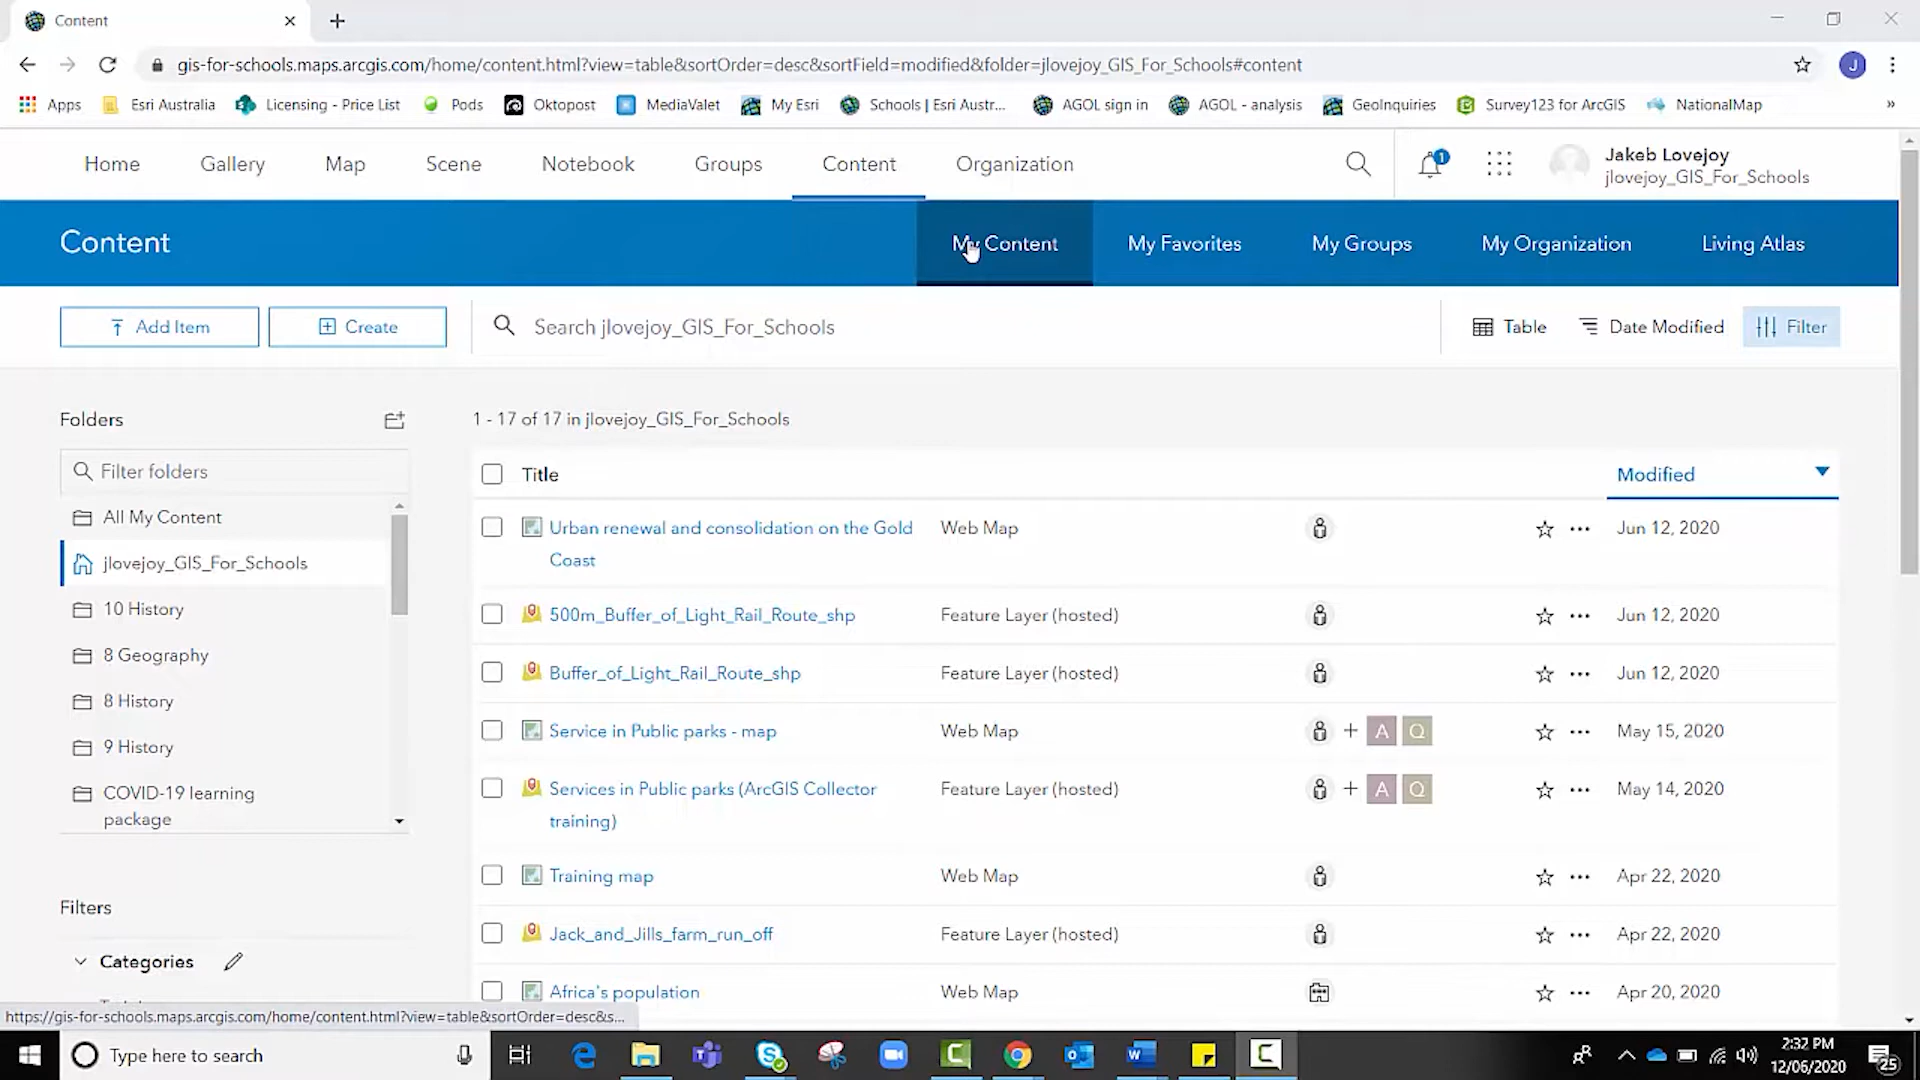 Content
gis-for-schools.maps.arcgis.com/home/content.html?view=table&sortOrder=desc&sortField=modified&folder=jlovejoy_GIS_For_Schools#content
J
Apps Esri Australia Licensing - Price List Pods Oktopost MediaValet My Esri Schools | Esri Austr... AGOL sign in AGOL - analysis GeoInquiries Survey123 for ArcGIS NationalMap »
Home Gallery Map Scene Notebook Groups Content Organization
1
Jakeb Lovejoy
jlovejoy_GIS_For_Schools
Content
My Content My Favorites My Groups My Organization Living Atlas
Add Item Create Search jlovejoy_GIS_For_Schools Table Date Modified Filter
Folders
1 - 17 of 17 in jlovejoy_GIS_For_Schools
Filter folders
All My Content
jlovejoy_GIS_For_Schools
10 History
8 Geography
8 History
9 History
COVID-19 learning
package
Filters
Categories
Title Modified
Urban renewal and consolidation on the Gold Web Map Jun 12, 2020
Coast
500m_Buffer_of_Light_Rail_Route_shp Feature Layer (hosted) Jun 12, 2020
Buffer_of_Light_Rail_Route_shp Feature Layer (hosted) Jun 12, 2020
Service in Public parks - map Web Map + A Q May 15, 2020
Services in Public parks (ArcGIS Collector Feature Layer (hosted) + A Q May 14, 2020
training)
Training map Web Map Apr 22, 2020
Jack_and_Jills_farm_run_off Feature Layer (hosted) Apr 22, 2020
Africa's population Web Map Apr 20, 2020
https://gis-for-schools.maps.arcgis.com/home/content.html?view=table&sortOrder=desc&s...
Type here to search
2:32 PM
12/06/2020
25